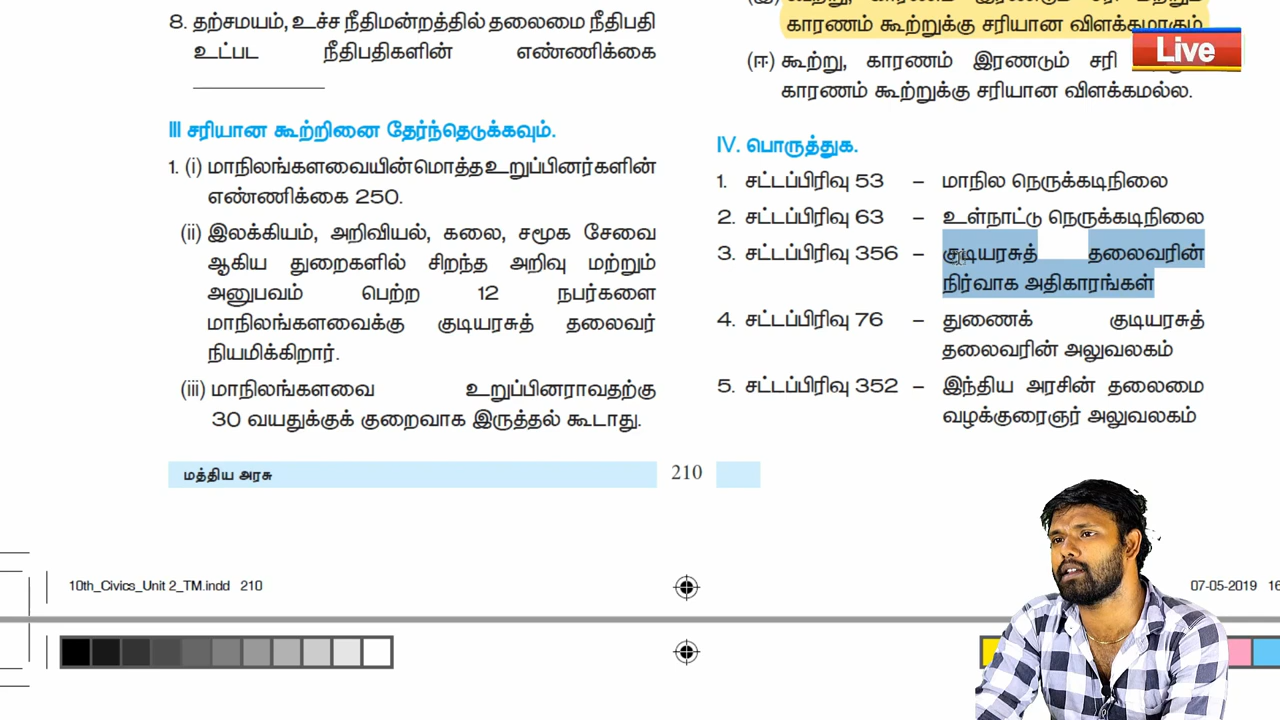 8. தற்சமயம், உச்ச நீதிமன்றத்தில் தலைமை நீதிபதி
உட்பட நீதிபதிகளின் எண்ணிக்கை
____________
III சரியான கூற்றினை தேர்ந்தெடுக்கவும்.
1. (i) மாநிலங்களவையின் மொத்த உறுப்பினர்களின்
எண்ணிக்கை 250.
(ii) இலக்கியம், அறிவியல், கலை, சமூக சேவை
ஆகிய துறைகளில் சிறந்த அறிவு மற்றும்
அனுபவம் பெற்ற 12 நபர்களை
மாநிலங்களவைக்கு குடியரசுத் தலைவர்
நியமிக்கிறார்.
(iii) மாநிலங்களவை உறுப்பினராவதற்கு
30 வயதுக்குக் குறைவாக இருத்தல் கூடாது.
காரணம் கூற்றுக்கு சரியான விளக்கமாகும்
Live
(ஈ) கூற்று, காரணம் இரண்டும் சரி
காரணம் கூற்றுக்கு சரியான விளக்கமல்ல.
IV. பொருத்துக.
1. சட்டப்பிரிவு 53 – மாநில நெருக்கடிநிலை
2. சட்டப்பிரிவு 63 – உள்நாட்டு நெருக்கடிநிலை
3. சட்டப்பிரிவு 356 – குடியரசுத் தலைவரின்
நிர்வாக அதிகாரங்கள்
4. சட்டப்பிரிவு 76 – துணைக் குடியரசுத்
தலைவரின் அலுவலகம்
5. சட்டப்பிரிவு 352 – இந்திய அரசின் தலைமை
வழக்குரைஞர் அலுவலகம்
மத்திய அரசு
210
10th_Civics_Unit 2_TM.indd 210
07-05-2019 16